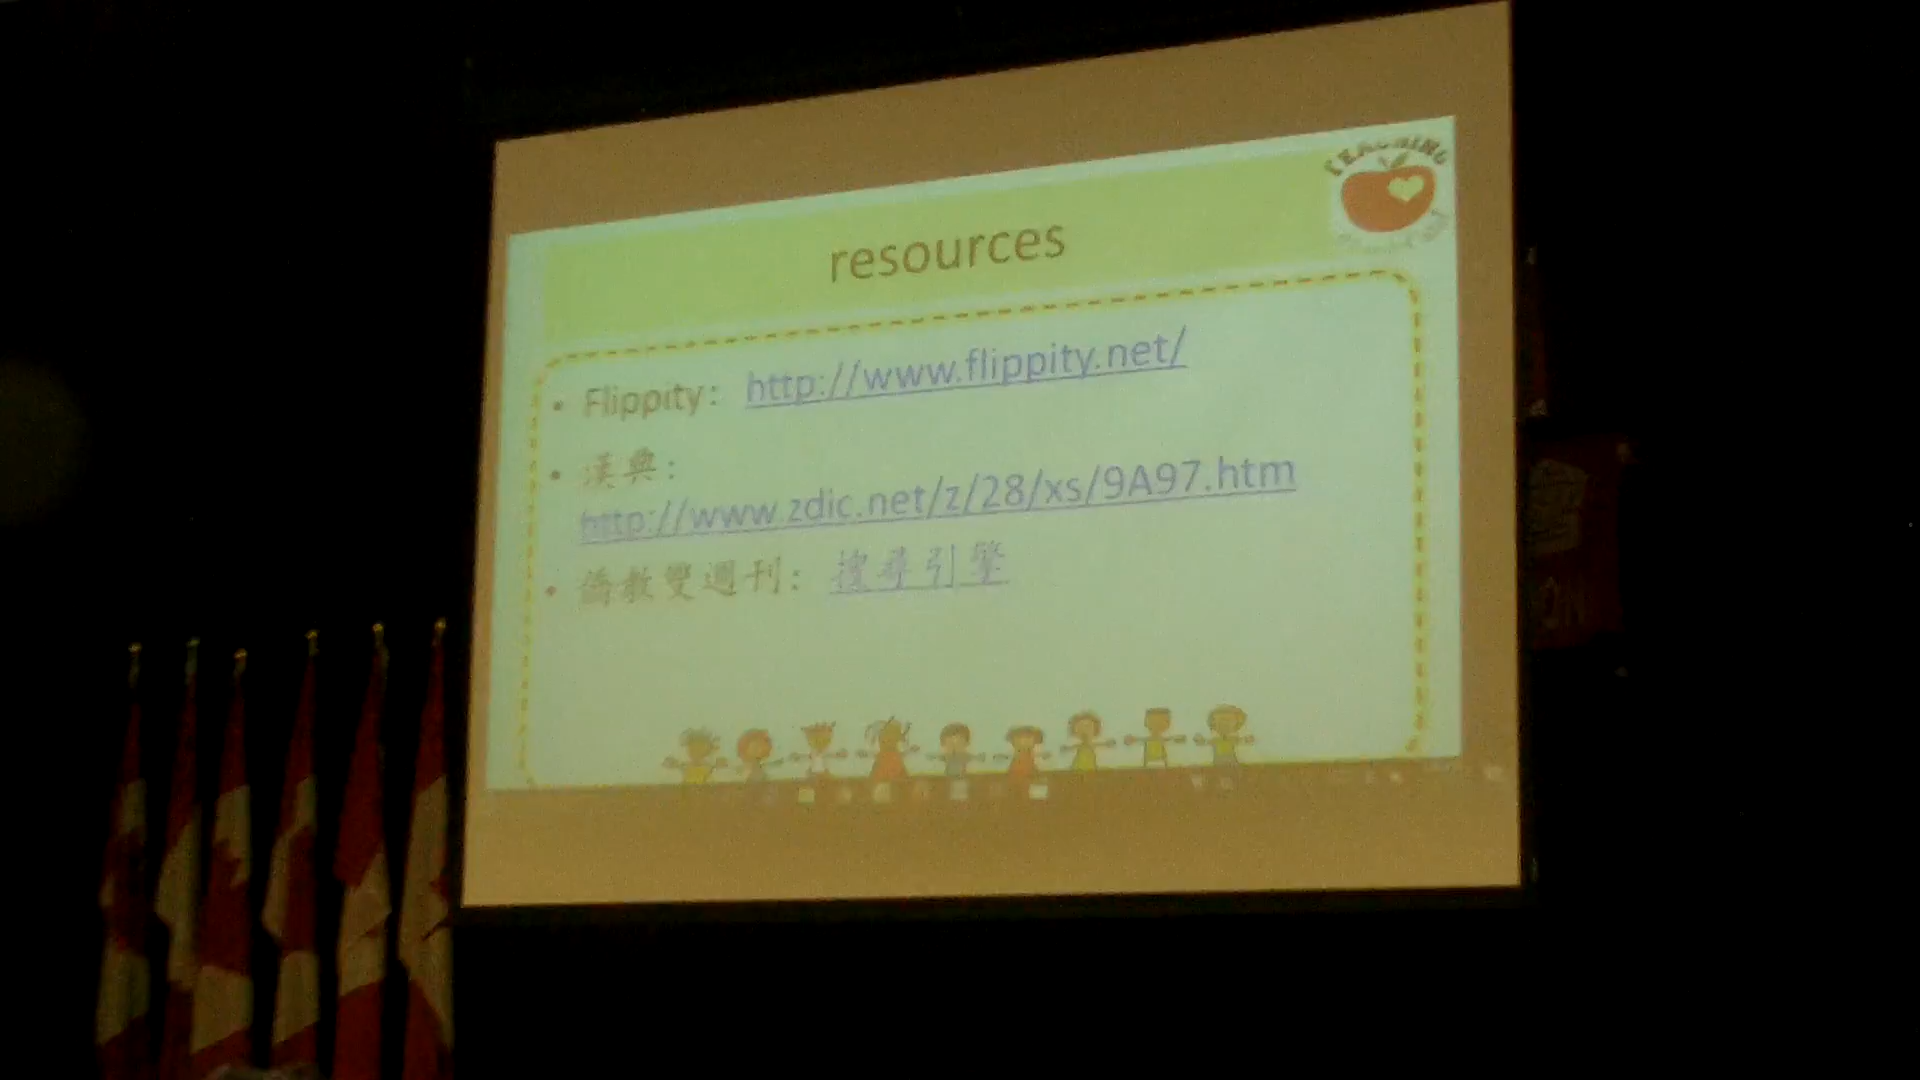 TEACHING
resources
• Flippity： http://www.flippity.net/
• 漢典：
http://www.zdic.net/z/28/xs/9A97.htm
• 僑教雙週刊： 搜尋引擎